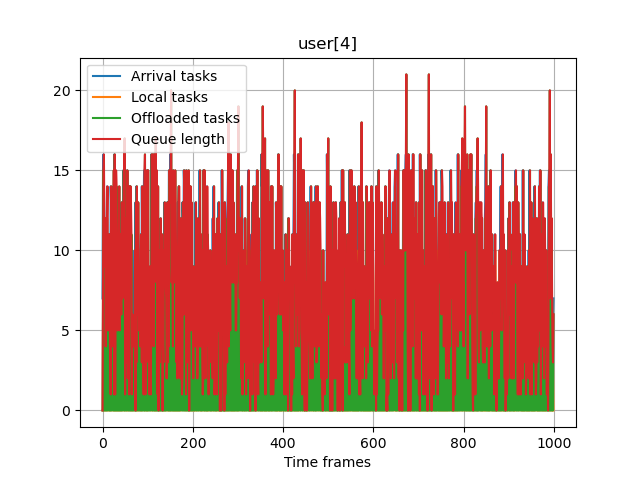 user[4]
Arrival tasks
Local tasks
Offloaded tasks
Queue length
20
15
10
5
0
0 200 400 600 800 1000
Time frames